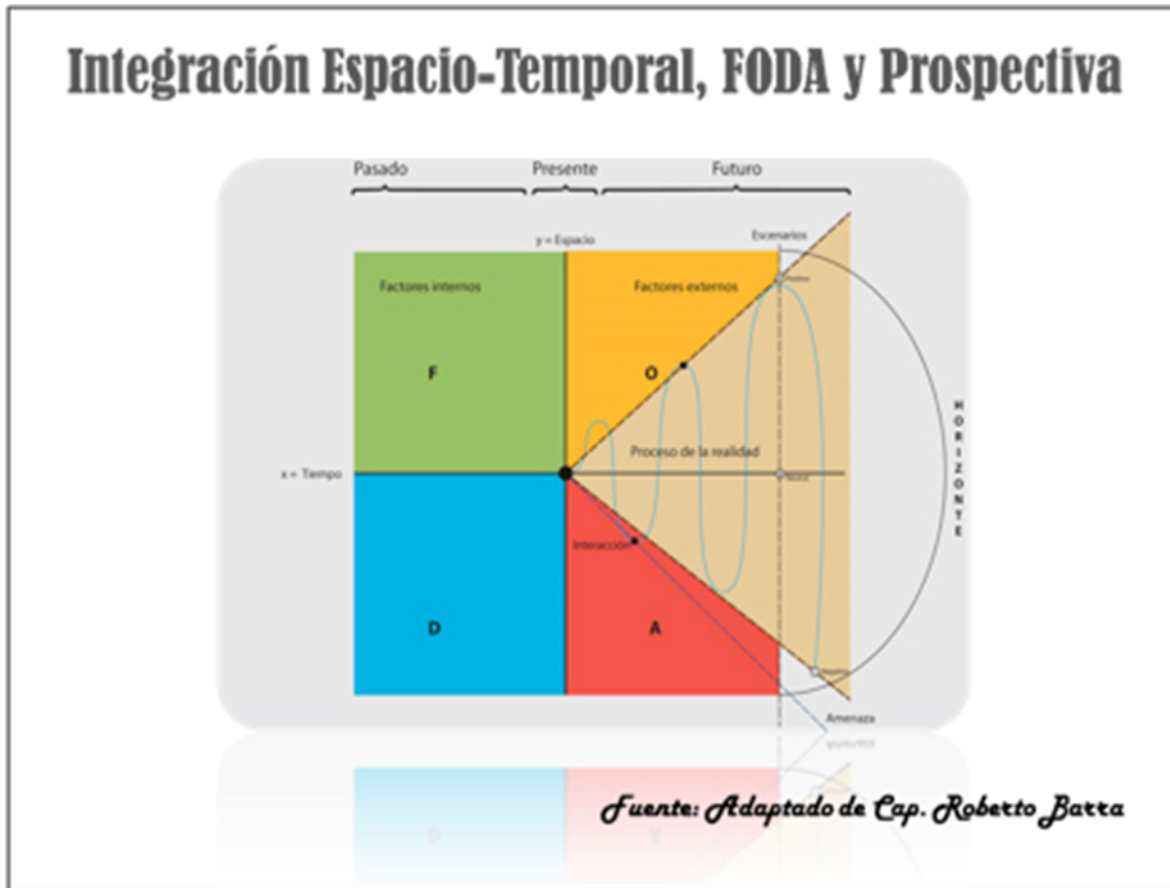 Integración Espacio-Temporal, FODA y Prospectiva
Pasado Presente Futuro
y = Espacio
Escenarios
Factores internos
Factores externos
F
O
Proceso de la realidad
x = Tiempo
HORIZONTE
Interacción
D
A
Amenaza
Fuente: Adaptado de Cap. Roberto Barra